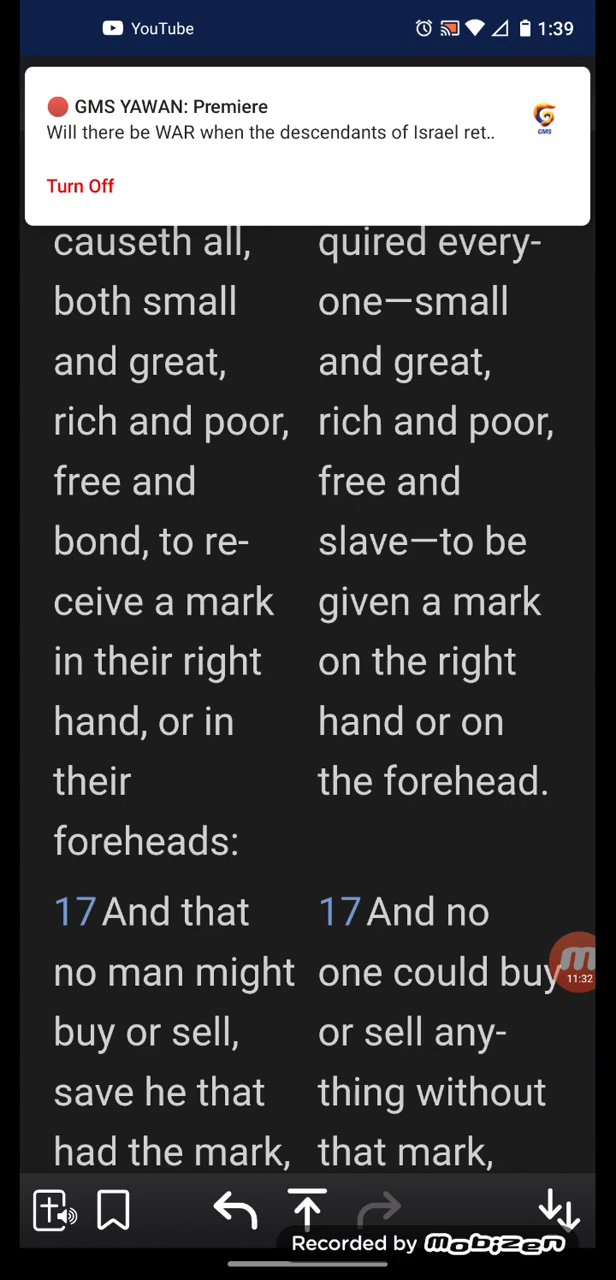 YouTube
1:39
🔴 GMS YAWAN: Premiere
Will there be WAR when the descendants of Israel ret..
GMS
Turn Off
causeth all,
both small
and great,
rich and poor,
free and
bond, to re-
ceive a mark
in their right
hand, or in
their
foreheads:
17 And that
no man might
buy or sell,
save he that
had the mark,
quired every-
one—small
and great,
rich and poor,
free and
slave—to be
given a mark
on the right
hand or on
the forehead.
17 And no
one could buy
or sell any-
thing without
that mark,
11:32
Recorded by mobizen